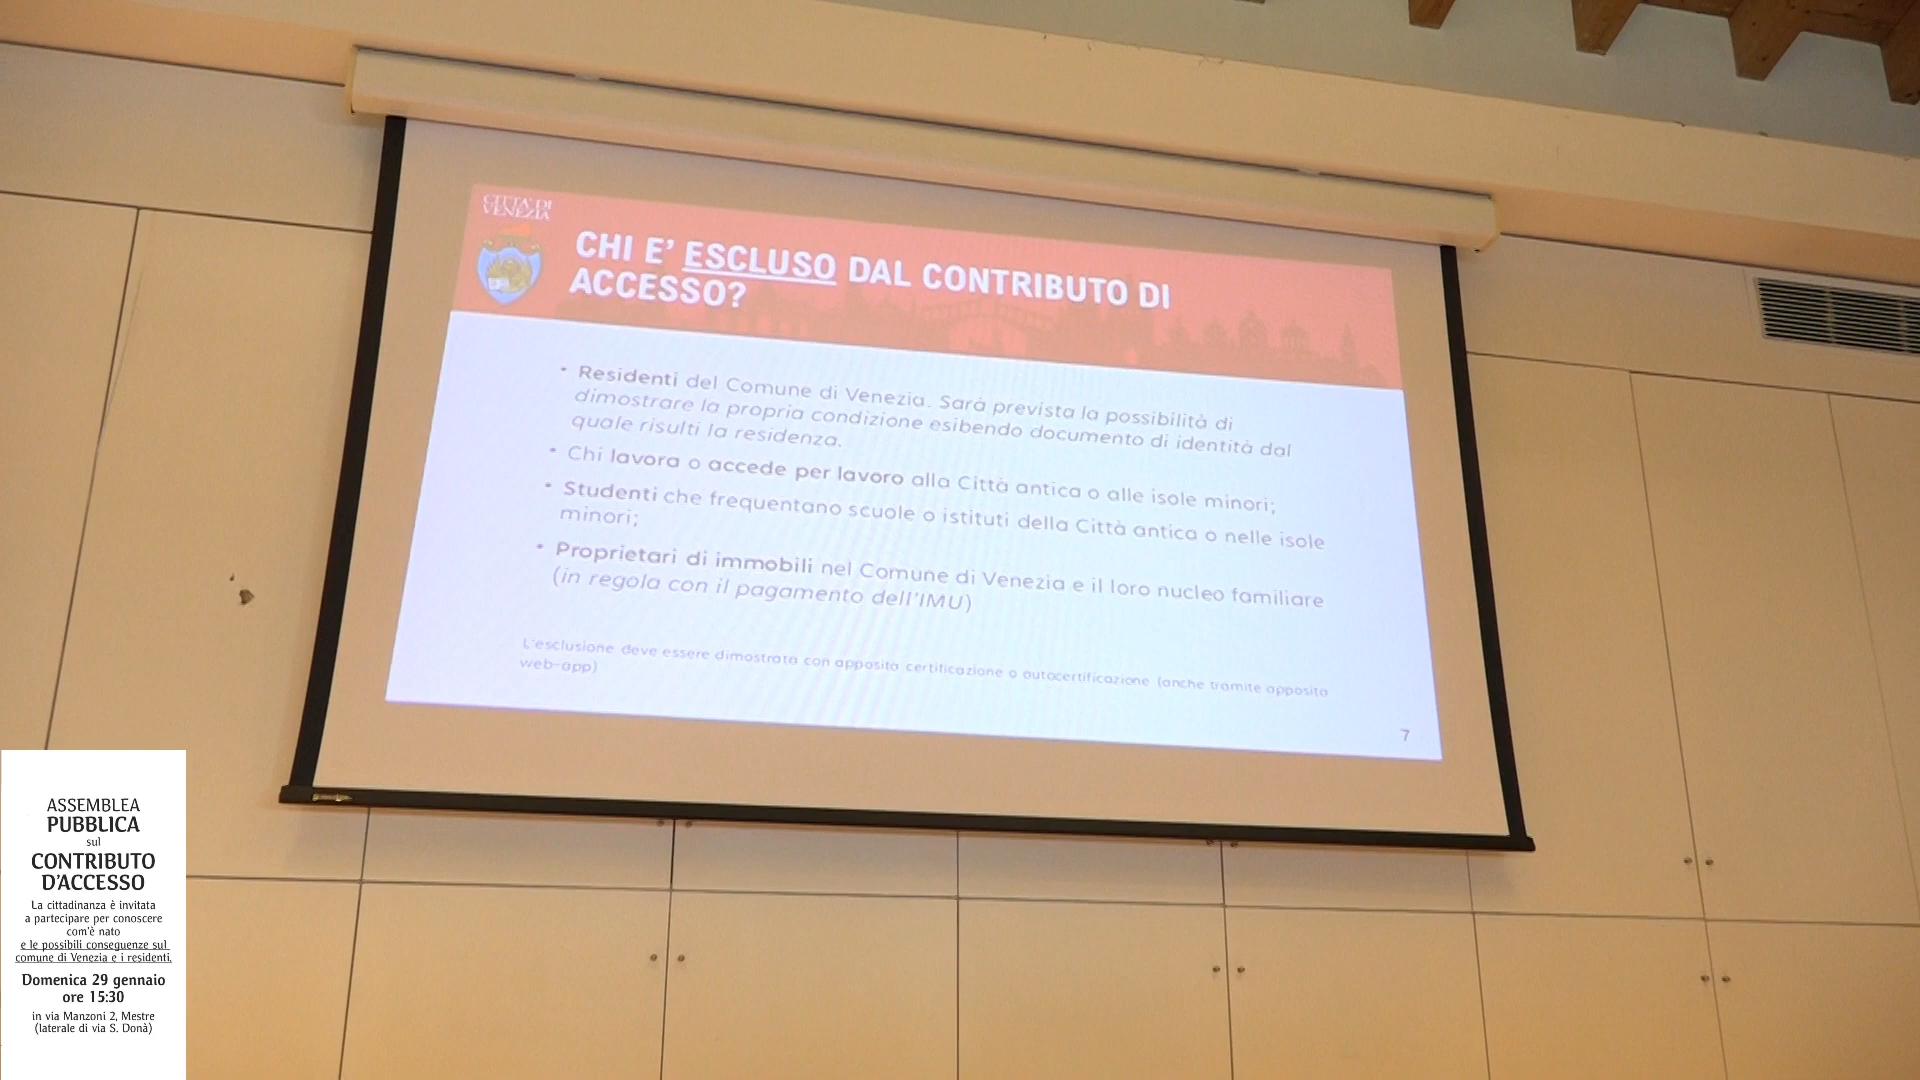 CITTA' DI
VENEZIA
CHI E' ESCLUSO DAL CONTRIBUTO DI
ACCESSO?
• Residenti del Comune di Venezia. Sarà prevista la possibilità di
dimostrare la propria condizione esibendo documento di identità dal
quale risulti la residenza.
• Chi lavora o accede per lavoro alla Città antica o alle isole minori;
• Studenti che frequentano scuole o istituti della Città antica o nelle isole
minori;
• Proprietari di immobili nel Comune di Venezia e il loro nucleo familiare
(in regola con il pagamento dell'IMU)
L'esclusione deve essere dimostrata con apposita certificazione o autocertificazione (anche tramite apposita
web-app)
7
ASSEMBLEA
PUBBLICA
sul
CONTRIBUTO
D'ACCESSO
La cittadinanza è invitata
a partecipare per conoscere
com'è nato
e le possibili conseguenze sul
comune di Venezia e i residenti.
Domenica 29 gennaio
ore 15:30
in via Manzoni 2, Mestre
(laterale di via S. Donà)